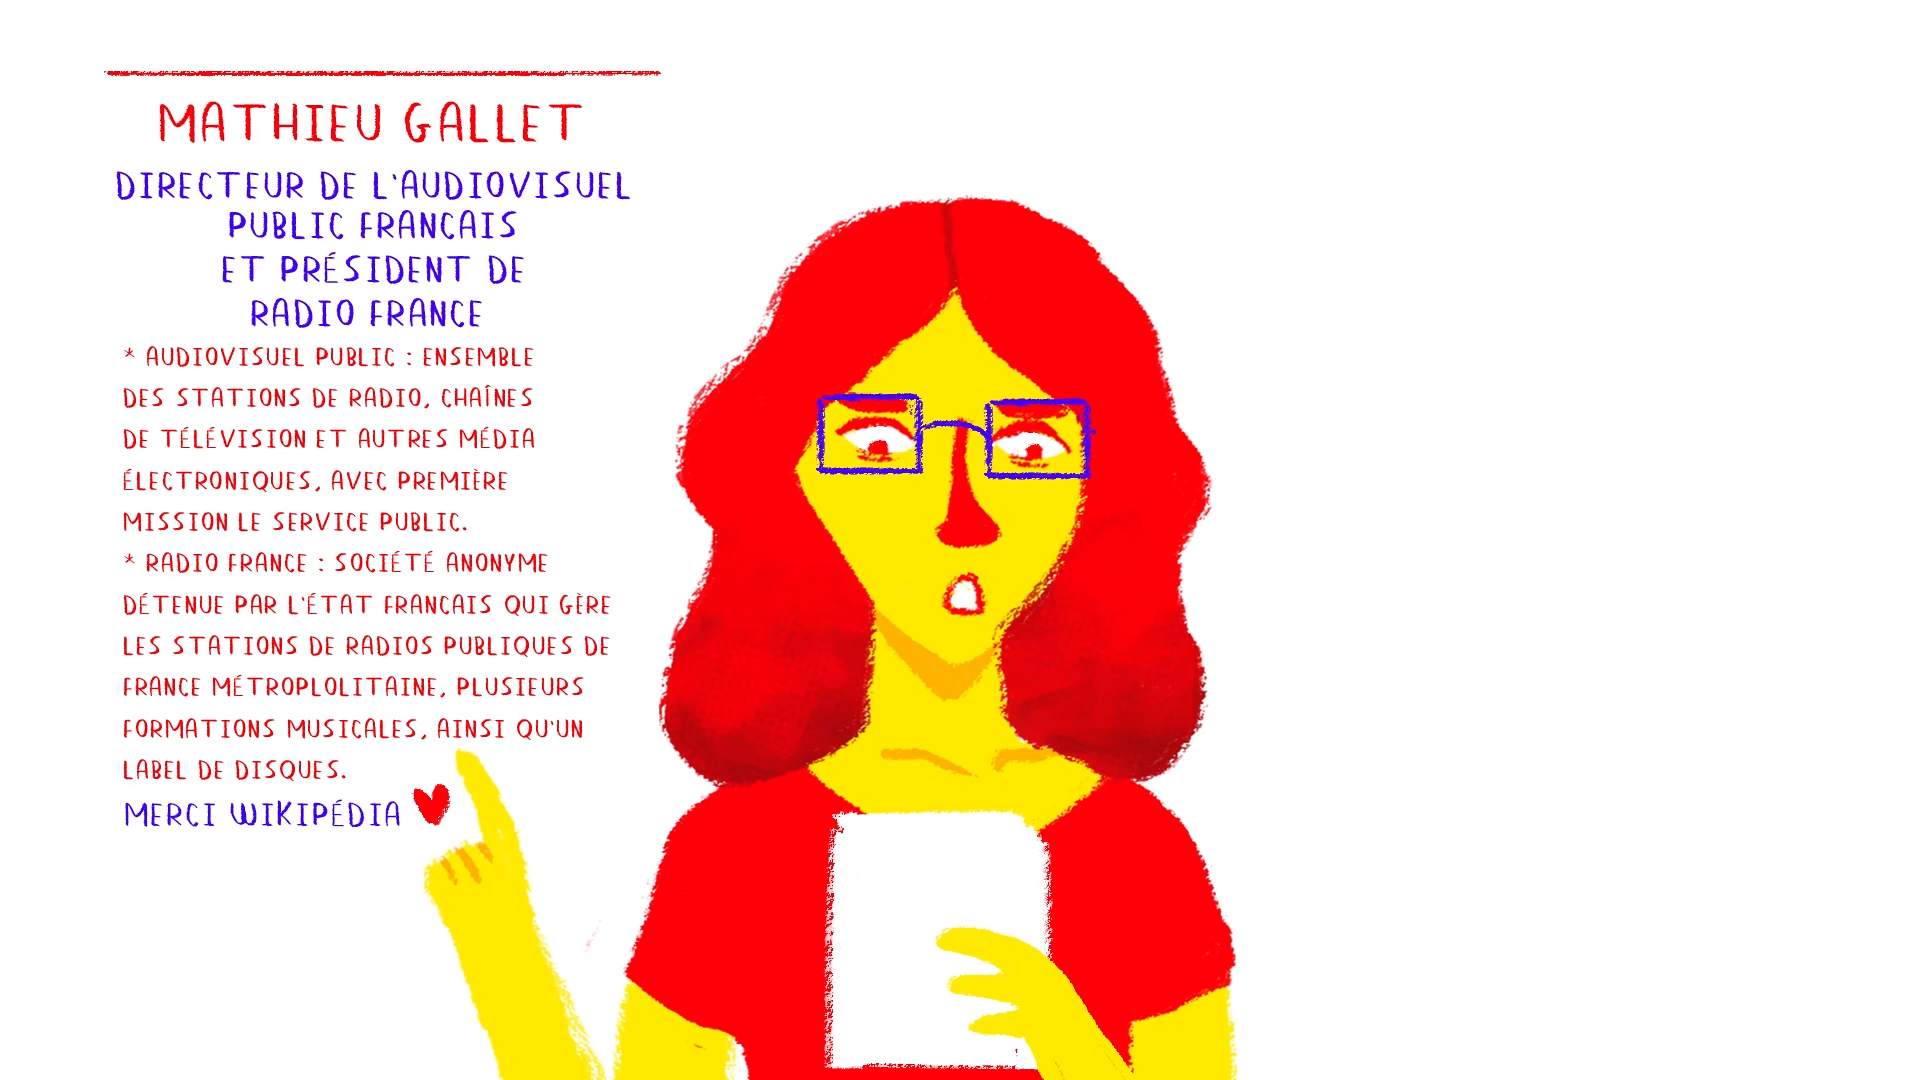 MATHIEU GALLET
DIRECTEUR DE L'AUDIOVISUEL
PUBLIC FRANCAIS
ET PRÉSIDENT DE
RADIO FRANCE
* AUDIOVISUEL PUBLIC : ENSEMBLE
DES STATIONS DE RADIO, CHAÎNES
DE TÉLÉVISION ET AUTRES MÉDIA
ÉLECTRONIQUES, AVEC PREMIÈRE
MISSION LE SERVICE PUBLIC.
* RADIO FRANCE : SOCIÉTÉ ANONYME
DÉTENUE PAR L'ÉTAT FRANCAIS QUI GÈRE
LES STATIONS DE RADIOS PUBLIQUES DE
FRANCE MÉTROPLOLITAINE, PLUSIEURS
FORMATIONS MUSICALES, AINSI QU'UN
LABEL DE DISQUES.
MERCI WIKIPÉDIA